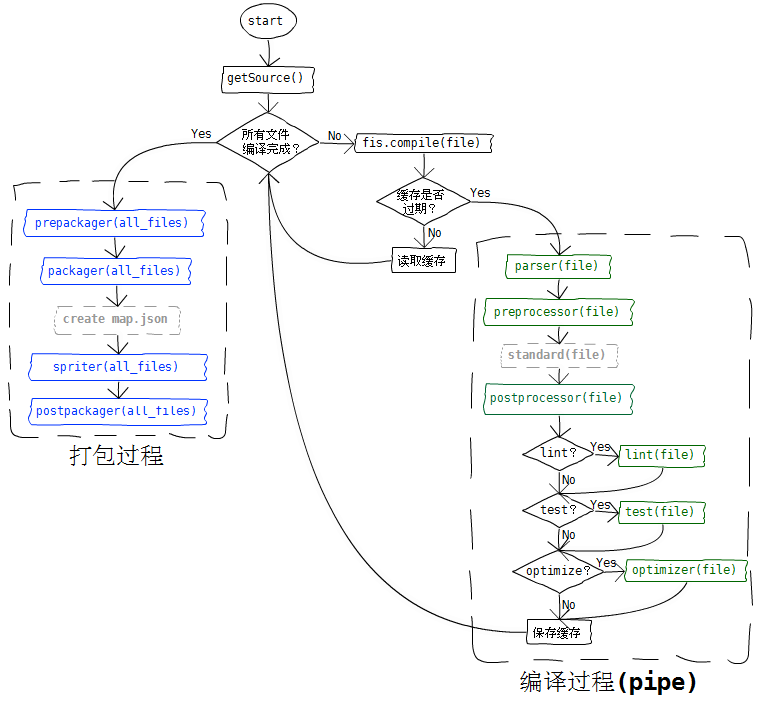 start
getSource()
所有文件
编译完成？
Yes
No
fis.compile(file)
缓存是否
过期？
Yes
No
读取缓存
prepackager(all_files)
packager(all_files)
create map.json
spriter(all_files)
postpackager(all_files)
打包过程
parser(file)
preprocessor(file)
standard(file)
postprocessor(file)
lint?
Yes
lint(file)
No
test?
Yes
test(file)
No
optimize?
Yes
optimizer(file)
No
保存缓存
编译过程(pipe)